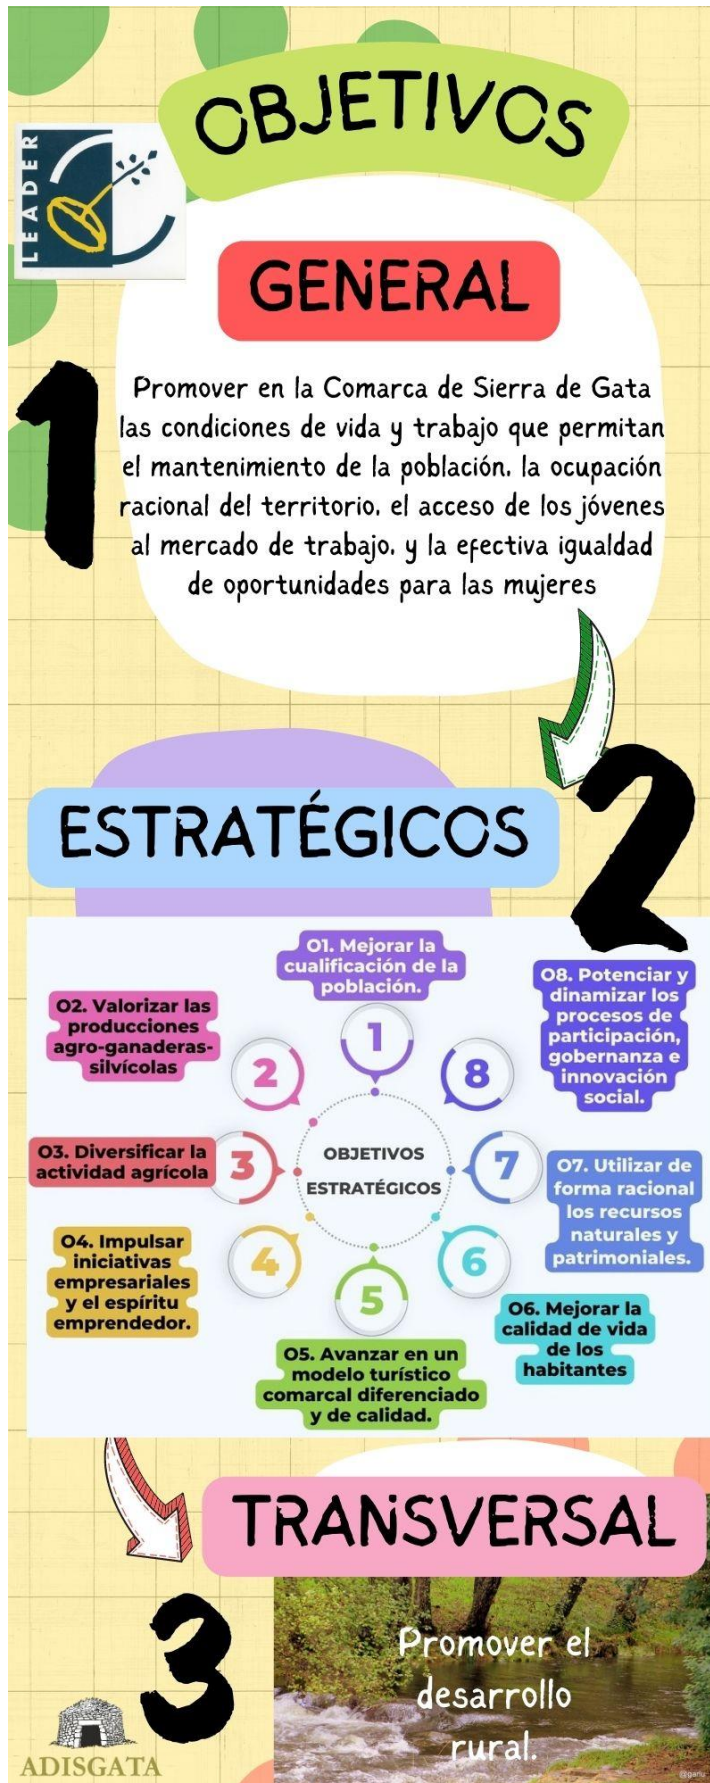 OBJETIVOS
LEADER
GENERAL
1
Promover en la Comarca de Sierra de Gata
las condiciones de vida y trabajo que permitan
el mantenimiento de la población, la ocupación
racional del territorio, el acceso de los jóvenes
al mercado de trabajo, y la efectiva igualdad
de oportunidades para las mujeres
2
ESTRATÉGICOS
O1. Mejorar la
cualificación de la
población.
O2. Valorizar las
producciones
agro-ganaderas-
silvícolas
O3. Diversificar la
actividad agrícola
O4. Impulsar
iniciativas
empresariales
y el espíritu
emprendedor.
O5. Avanzar en un
modelo turístico
comarcal diferenciado
y de calidad.
O6. Mejorar la
calidad de vida
de los
habitantes
O7. Utilizar de
forma racional
los recursos
naturales y
patrimoniales.
O8. Potenciar y
dinamizar los
procesos de
participación,
gobernanza e
innovación
social.
1
2
3
4
5
6
7
8
OBJETIVOS
ESTRATÉGICOS
TRANSVERSAL
3
Promover el
desarrollo
rural.
ADISGATA